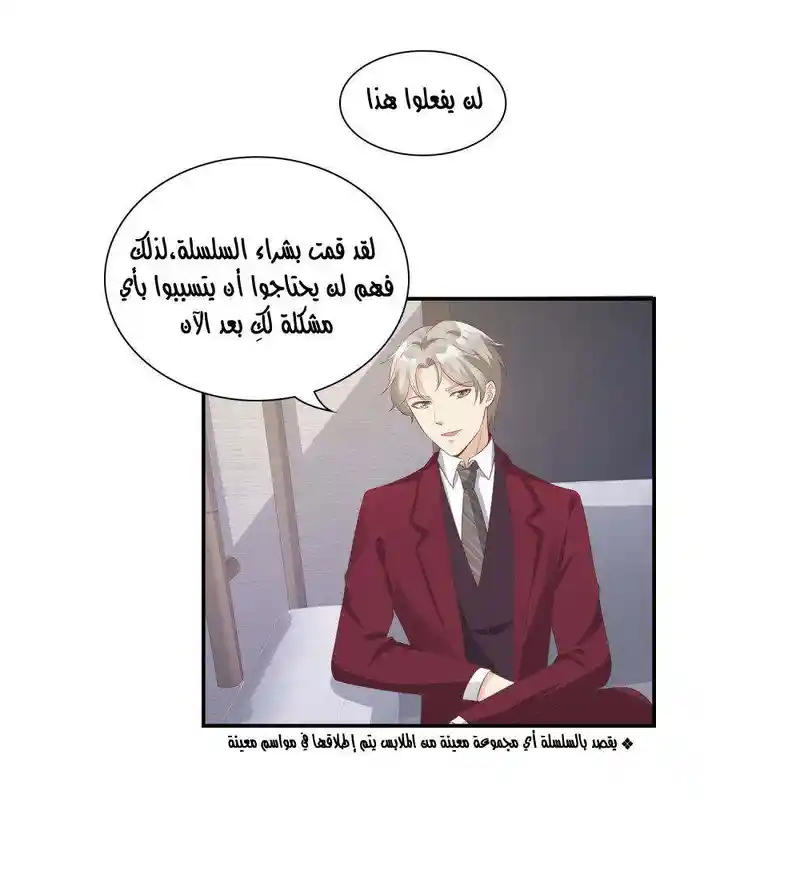 لن يفعلوا هذا
لقد قمت بشراء السلسلة،لذلك
فهم لن يحتاجوا أن يتسببوا بأي
مشكلة لكِ بعد الآن
❖ يقصد بالسلسلة أي مجموعة معينة من الملابس يتم إطلاقها في مواسم معينة